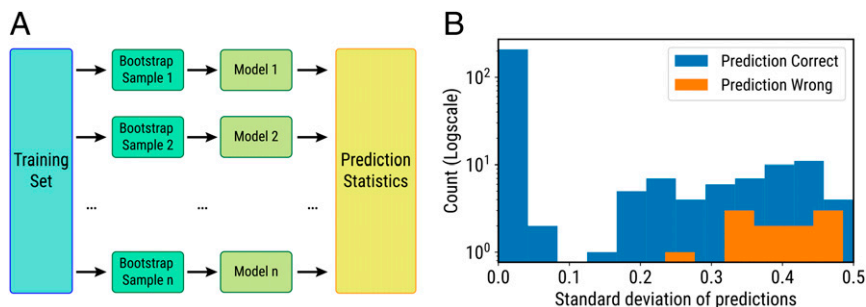 A
Training
Set
Bootstrap
Sample 1
Model 1
Bootstrap
Sample 2
Model 2
...
...
...
Bootstrap
Sample n
Model n
Prediction
Statistics
B
Prediction Correct
Prediction Wrong
Count (Logscale)
10²
10¹
10⁰
0.0
0.1
0.2
0.3
0.4
0.5
Standard deviation of predictions